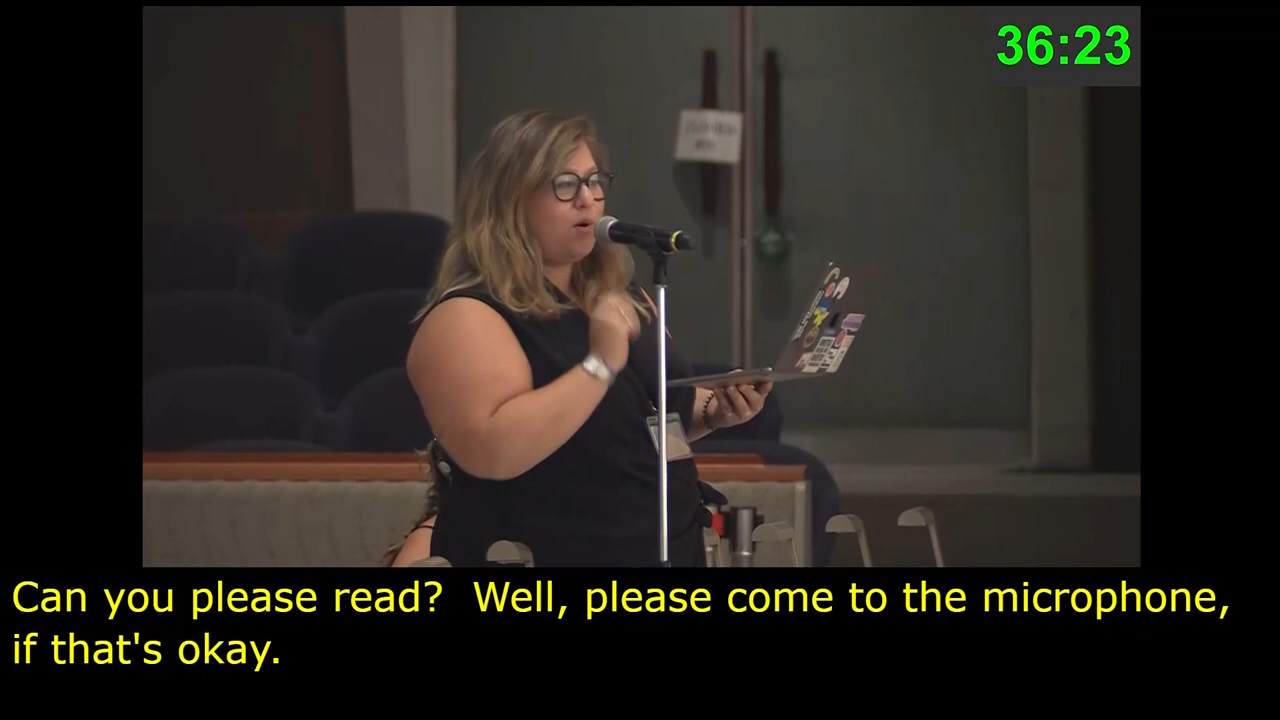 36:23
Can you please read?  Well, please come to the microphone,
if that's okay.